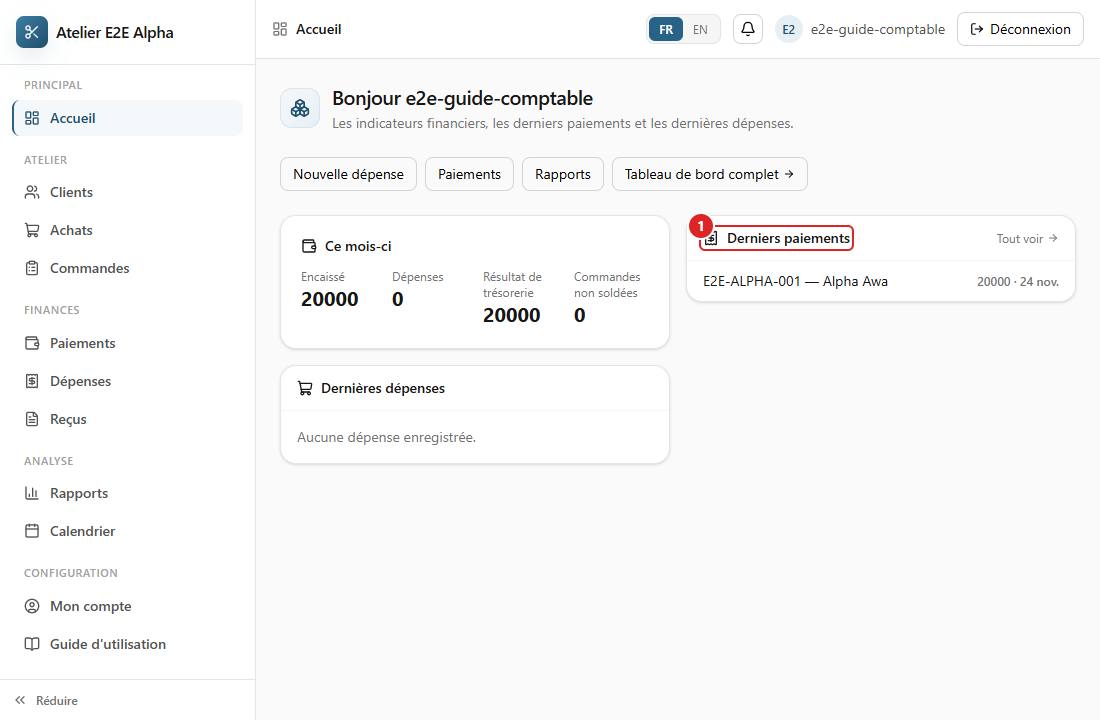 Atelier E2E Alpha
PRINCIPAL
Accueil
ATELIER
Clients
Achats
Commandes
FINANCES
Paiements
Dépenses
Reçus
ANALYSE
Rapports
Calendrier
CONFIGURATION
Mon compte
Guide d'utilisation
Réduire
Accueil
FR
EN
E2
e2e-guide-comptable
Déconnexion
Bonjour e2e-guide-comptable
Les indicateurs financiers, les derniers paiements et les dernières dépenses.
Nouvelle dépense
Paiements
Rapports
Tableau de bord complet →
Ce mois-ci
Encaissé
20000
Dépenses
0
Résultat de
trésorerie
20000
Commandes
non soldées
0
Dernières dépenses
Aucune dépense enregistrée.
1
Derniers paiements
Tout voir →
E2E-ALPHA-001 — Alpha Awa
20000 · 24 nov.